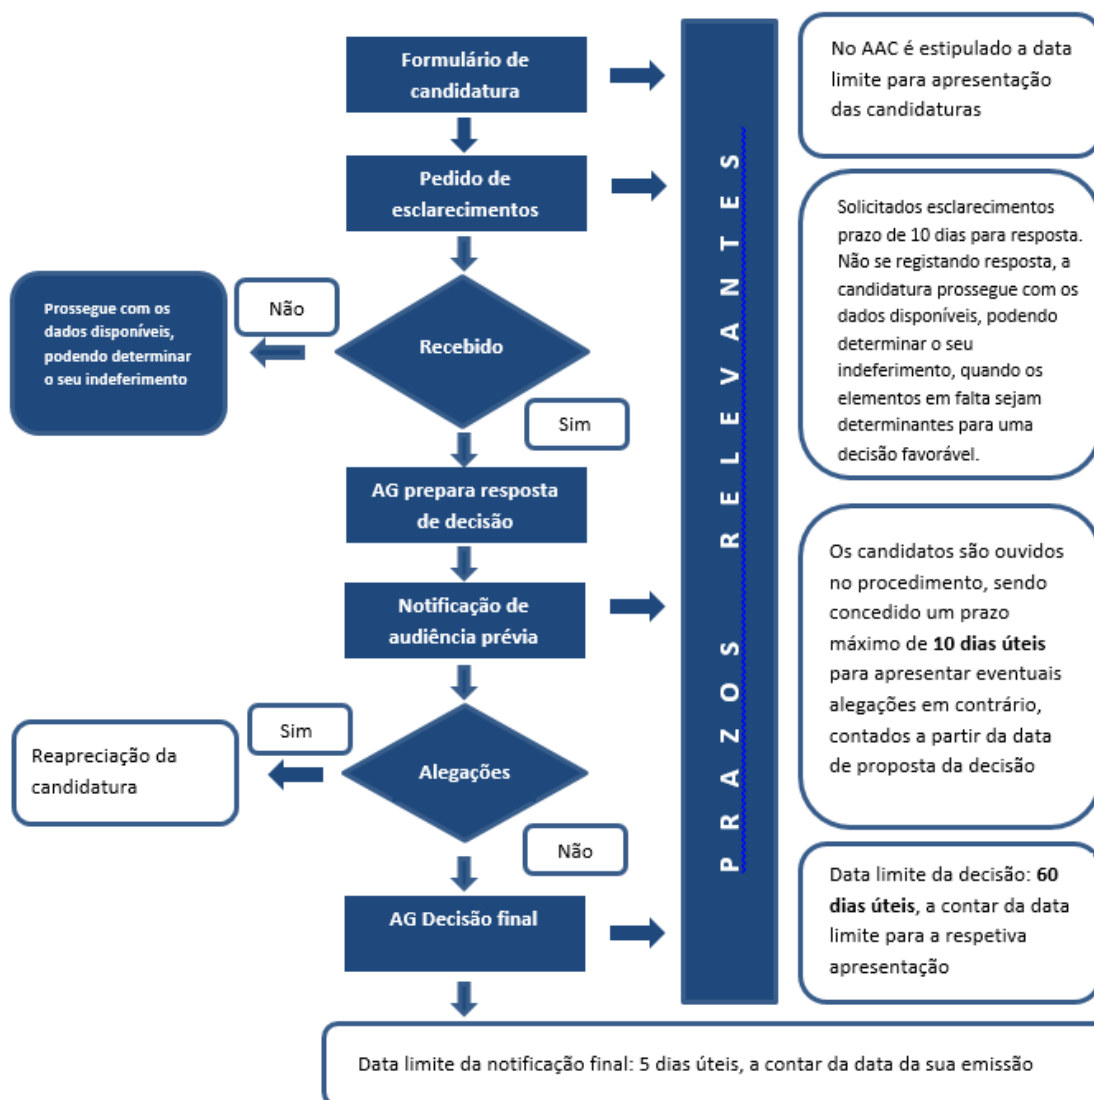 Formulário de
candidatura
No AAC é estipulado a data
limite para apresentação
das candidaturas
Pedido de
esclarecimentos
Solicitados esclarecimentos
prazo de 10 dias para resposta.
Não se registando resposta, a
candidatura prossegue com os
dados disponíveis, podendo
determinar o seu
indeferimento, quando os
elementos em falta sejam
determinantes para uma
decisão favorável.
Recebido
Não
Prossegue com os
dados disponíveis,
podendo determinar
o seu indeferimento
Sim
AG prepara resposta
de decisão
Notificação de
audiência prévia
Os candidatos são ouvidos
no procedimento, sendo
concedido um prazo
máximo de 10 dias úteis
para apresentar eventuais
alegações em contrário,
contados a partir da data
de proposta da decisão
Alegações
Sim
Reapreciação da
candidatura
Não
AG Decisão final
Data limite da decisão: 60
dias úteis, a contar da data
limite para a respetiva
apresentação
PRAZOS RELEVANTES
Data limite da notificação final: 5 dias úteis, a contar da data da sua emissão